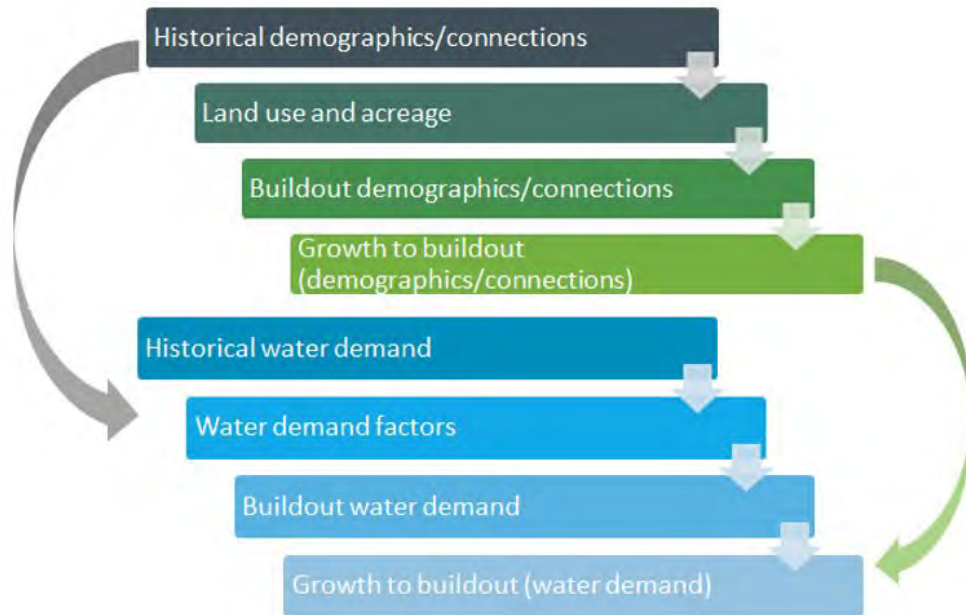 Historical demographics/connections
Land use and acreage
Buildout demographics/connections
Growth to buildout
(demographics/connections)
Historical water demand
Water demand factors
Buildout water demand
Growth to buildout (water demand)